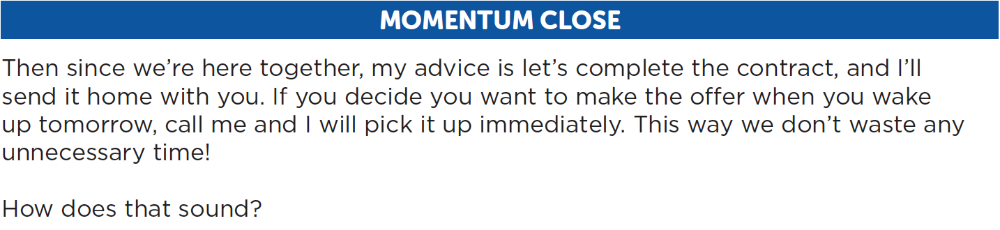 MOMENTUM CLOSE
Then since we’re here together, my advice is let’s complete the contract, and I’ll
send it home with you. If you decide you want to make the offer when you wake
up tomorrow, call me and I will pick it up immediately. This way we don’t waste any
unnecessary time!
How does that sound?